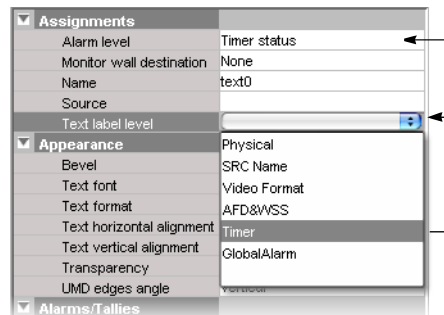 Assignments
Alarm level Timer status
Monitor wall destination None
Name text0
Source
Text label level
Appearance Physical
Bevel SRC Name
Text font Video Format
Text format AFD&WSS
Text horizontal alignment Timer
Text vertical alignment GlobalAlarm
Transparency
UMD edges angle
Alarms/Tallies